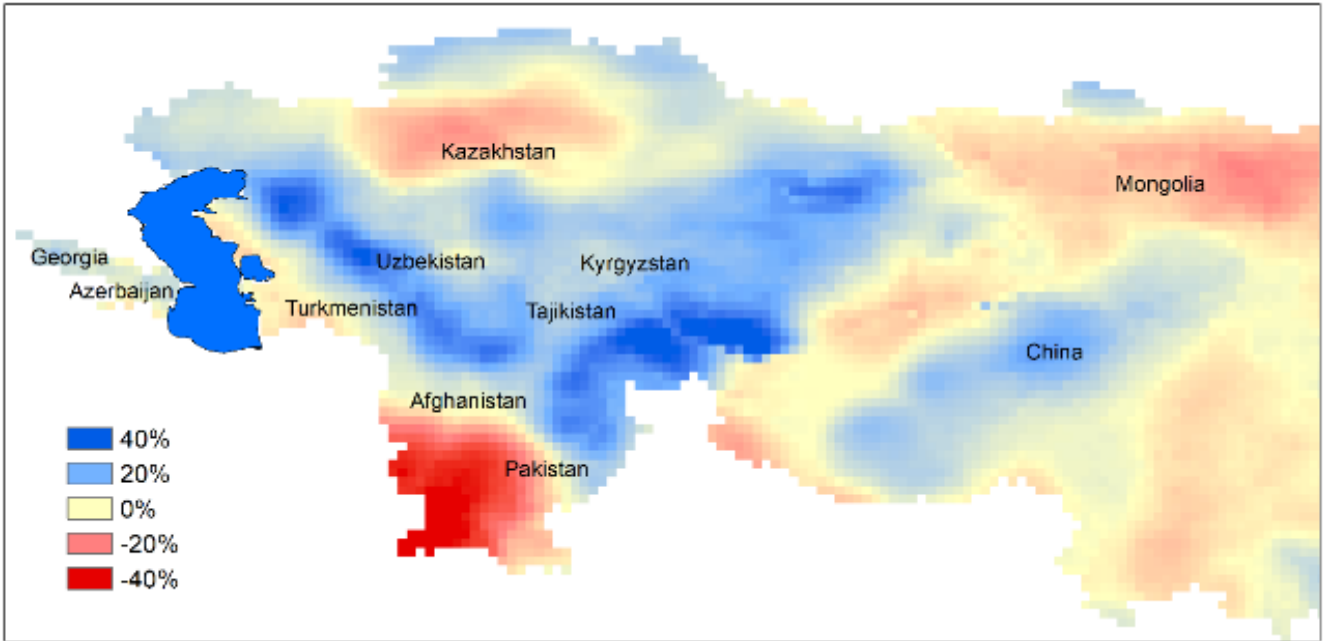 Kazakhstan
Mongolia
Georgia
Uzbekistan
Kyrgyzstan
Azerbaijan
Turkmenistan
Tajikistan
China
Afghanistan
Pakistan
40%
20%
0%
-20%
-40%